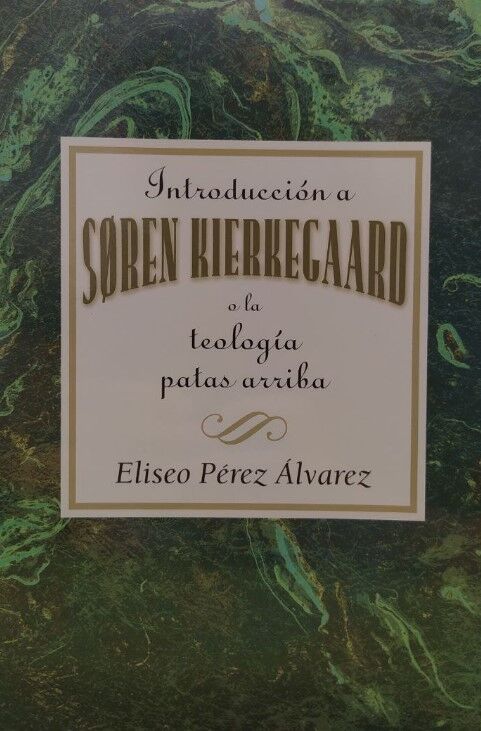 Introducción a
SØREN KIERKEGAARD
o la
teología
patas arriba
Eliseo Pérez Álvarez